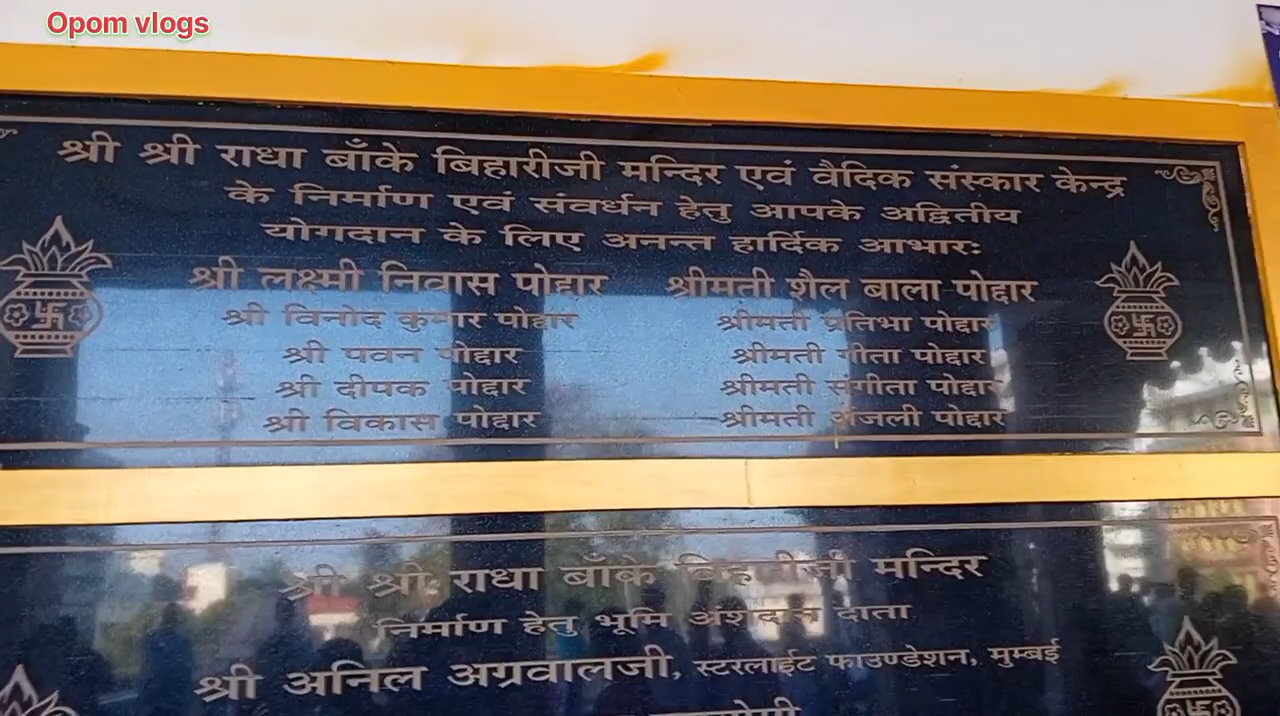 Opom vlogs
श्री श्री राधा बाँके बिहारीजी मन्दिर एवं वैदिक संस्कार केन्द्र
के निर्माण एवं संवर्धन हेतु आपके अद्वितीय
योगदान के लिए अनन्त हार्दिक आभारः
श्री लक्ष्मी निवास पोद्दार श्रीमती शैल बाला पोद्दार
श्री विनोद कुमार पोद्दार श्रीमती प्रतिभा पोद्दार
श्री पवन पोद्दार श्रीमती गीता पोद्दार
श्री दीपक पोद्दार श्रीमती संगीता पोद्दार
श्री विकास पोद्दार श्रीमती अंजली पोद्दार
श्री श्री राधा बाँके बिहारीजी मन्दिर
निर्माण हेतु भूमि अंशदान दाता
श्री अनिल अग्रवालजी, स्टरलाईट फाउण्डेशन, मुम्बई